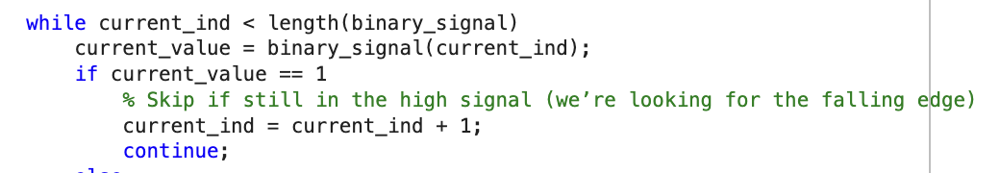 while current_ind < length(binary_signal)
    current_value = binary_signal(current_ind);
    if current_value == 1
        % Skip if still in the high signal (we’re looking for the falling edge)
        current_ind = current_ind + 1;
        continue;